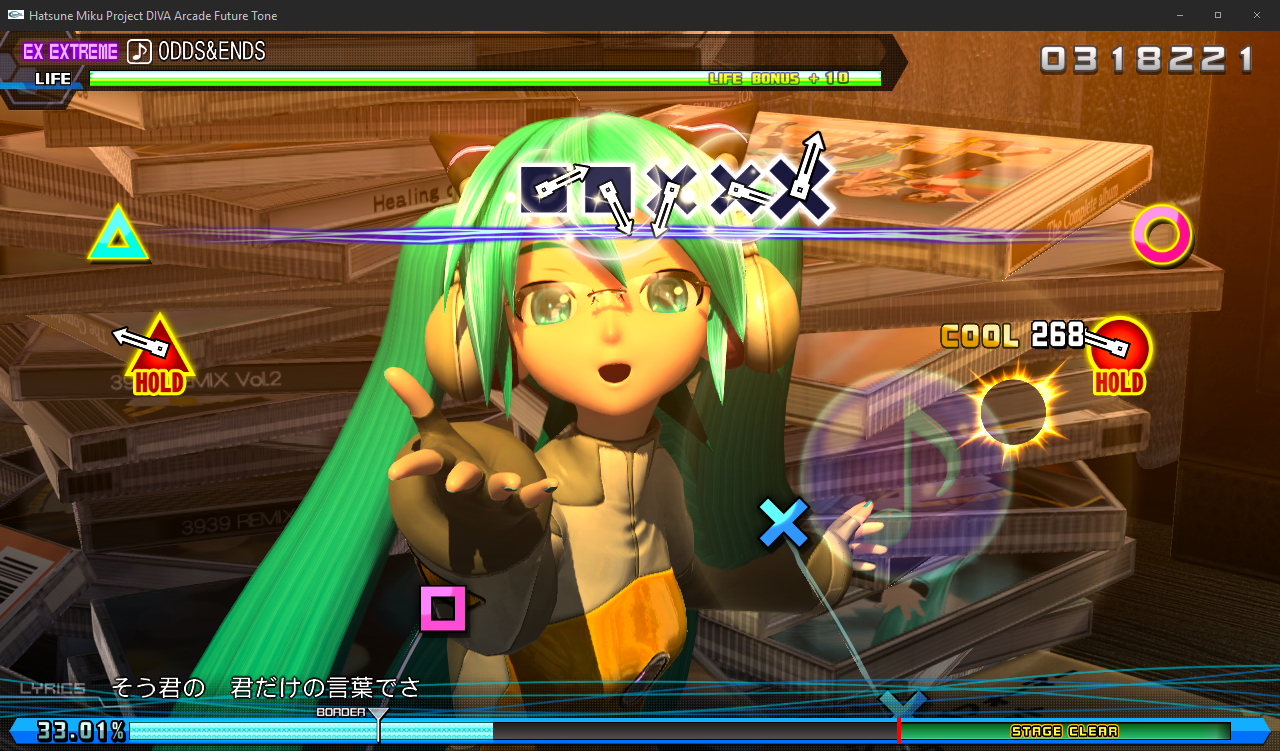 Hatsune Miku Project DIVA Arcade Future Tone
EX EXTREME ODDS&ENDS
0318221
LIFE
LIFE BONUS + 10
Healing
The Complete album
COOL 268
HOLD
HOLD
MIX Vol.2
3939 REMIX
LYRICS そう君の 君だけの言葉でさ
BORDER
33.01%
STAGE CLEAR